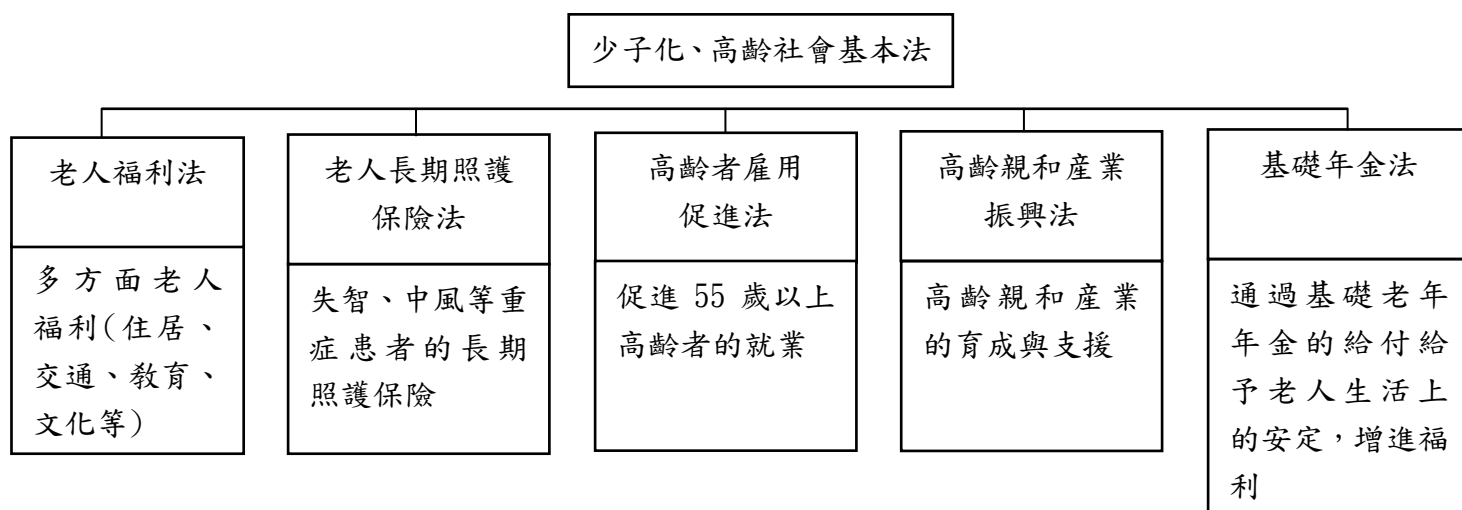 少子化、高齡社會基本法
老人福利法
多方面老人
福利(住居、
交通、教育、
文化等)
老人長期照護
保險法
失智、中風等重
症患者的長期
照護保險
高齡者雇用
促進法
促進 55 歲以上
高齡者的就業
高齡親和產業
振興法
高齡親和產業
的育成與支援
基礎年金法
通過基礎老年
年金的給付給
予老人生活上
的安定，增進福
利